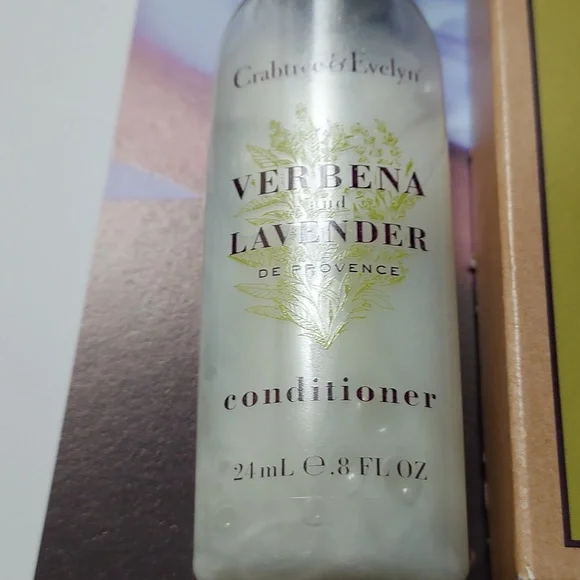 Crabtree & Evelyn
VERBENA
and
LAVENDER
DE PROVENCE
conditioner
24mL ℮.8 FL OZ